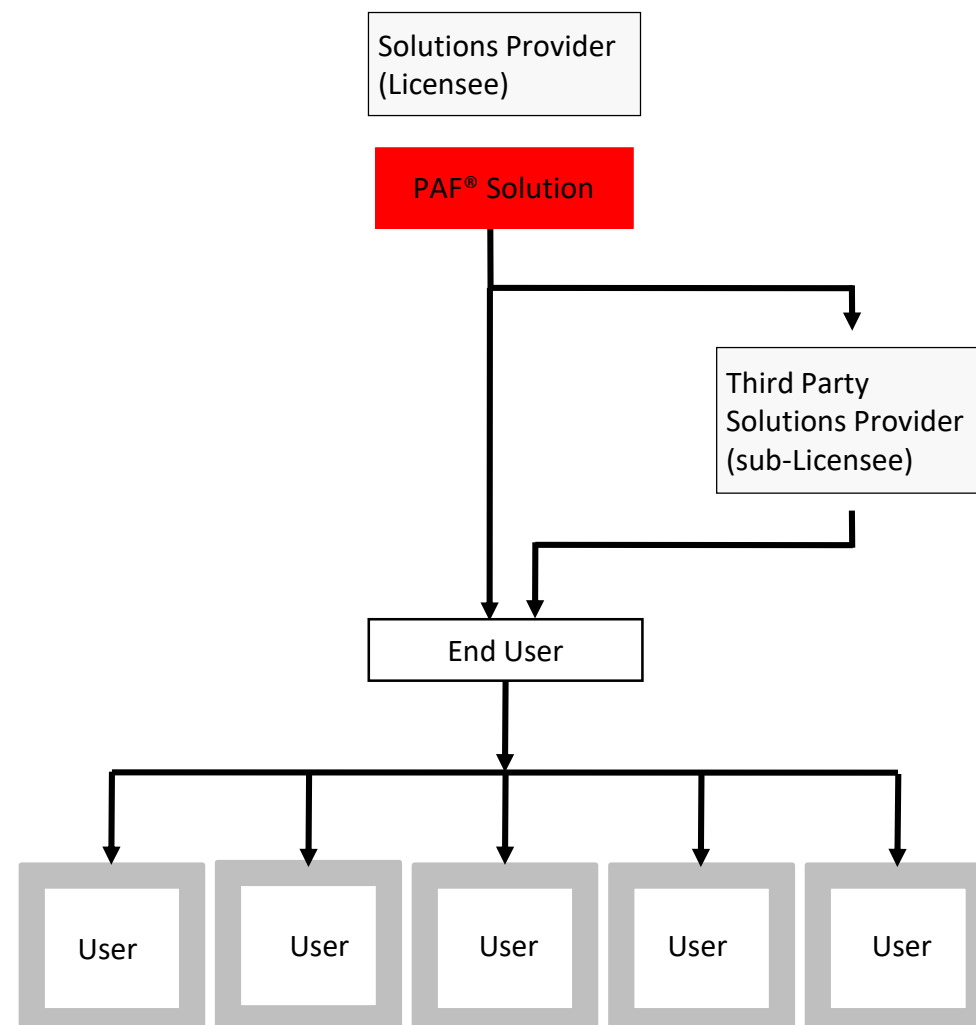 Solutions Provider
(Licensee)
PAF® Solution
Third Party
Solutions Provider
(sub-Licensee)
End User
User
User
User
User
User